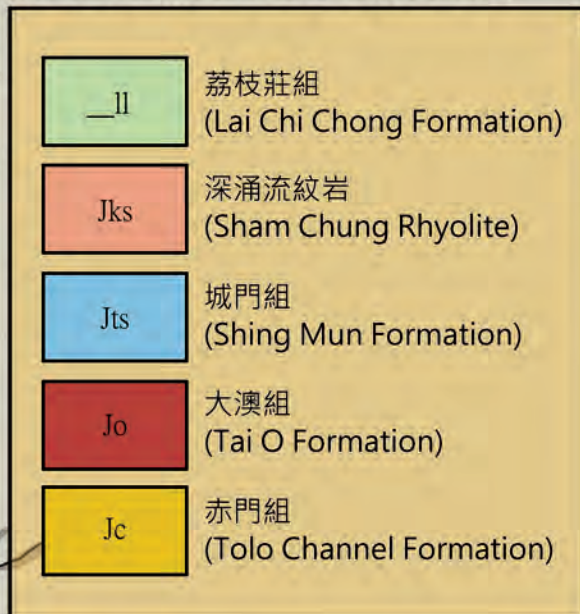 __ll
荔枝莊組
(Lai Chi Chong Formation)
Jks
深涌流紋岩
(Sham Chung Rhyolite)
Jts
城門組
(Shing Mun Formation)
Jo
大澳組
(Tai O Formation)
Jc
赤門組
(Tolo Channel Formation)